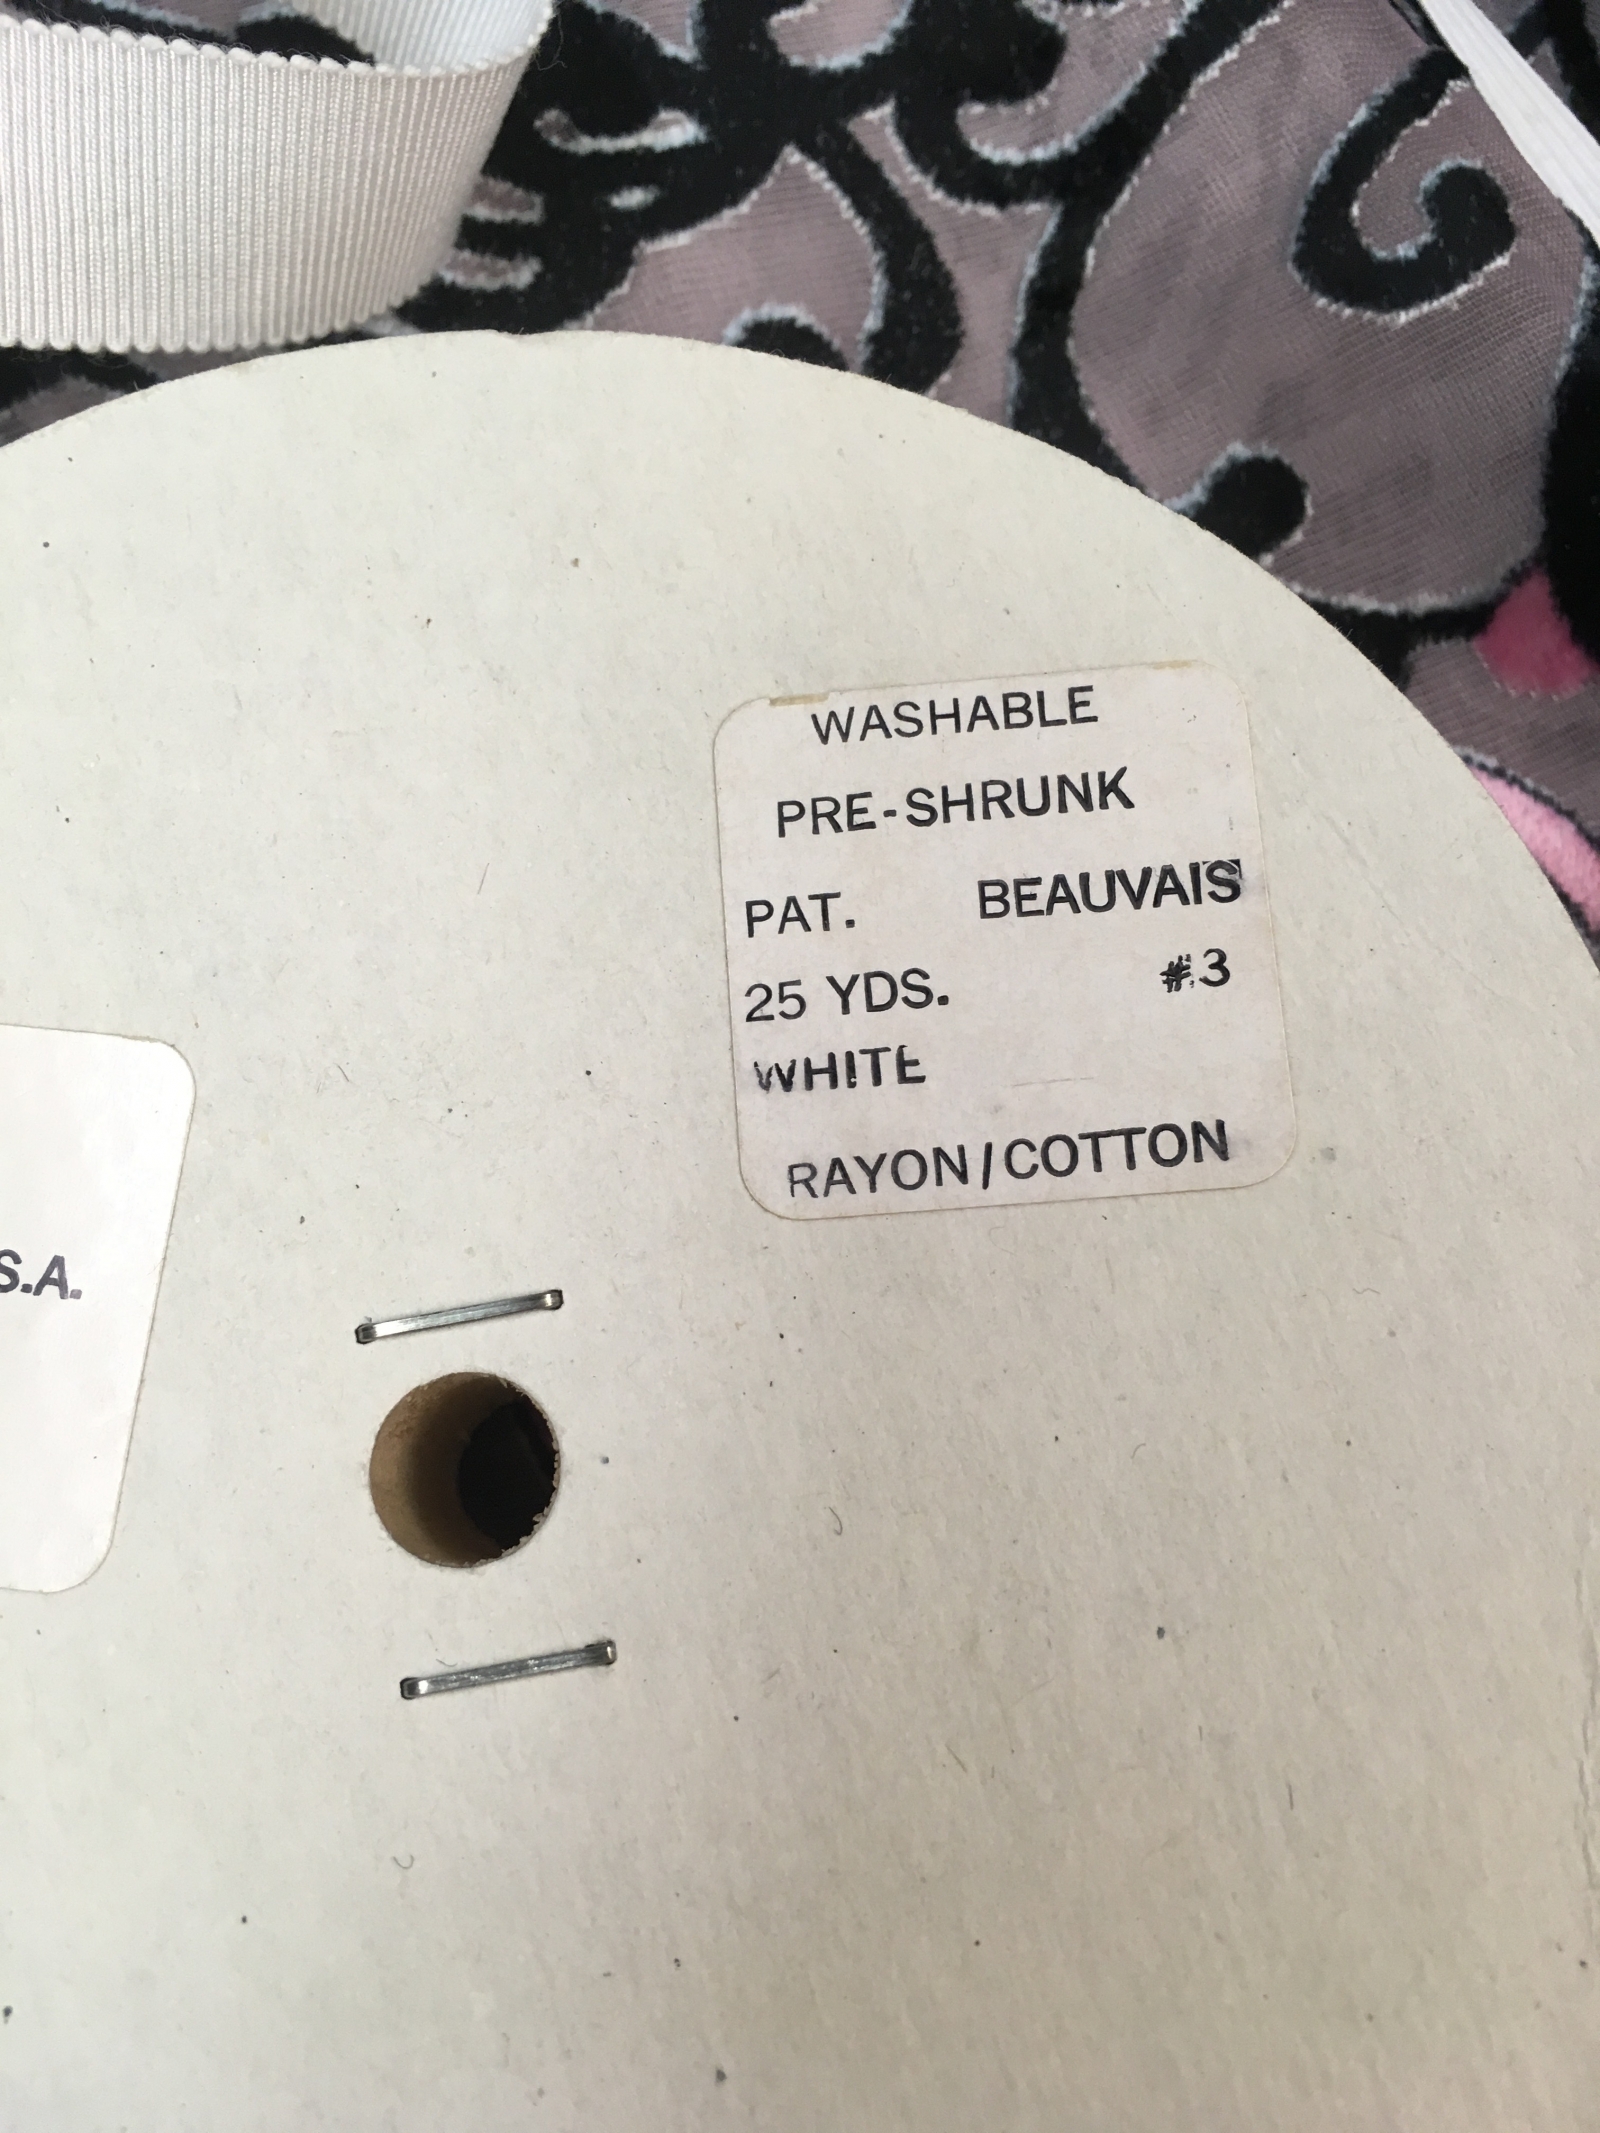 WASHABLE
PRE-SHRUNK
PAT. BEAUVAIS
25 YDS. #3
WHITE
RAYON/COTTON
S.A.